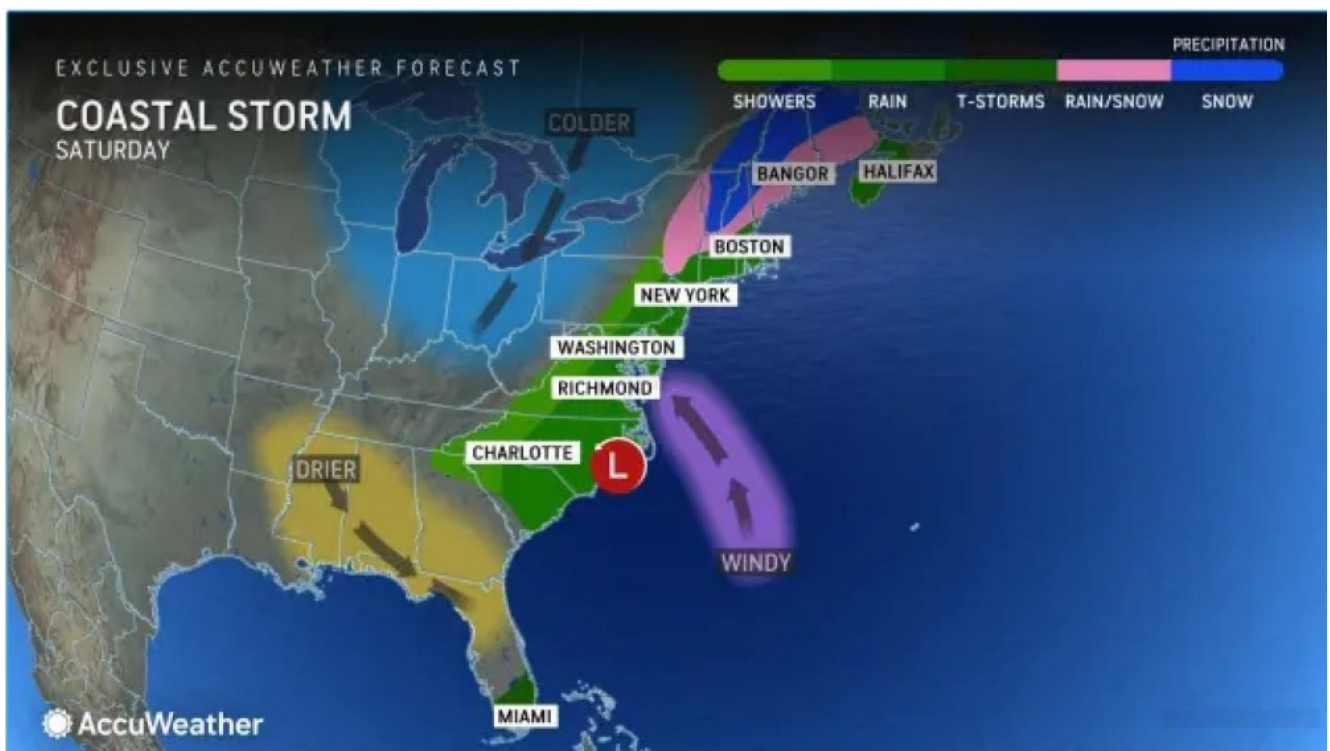 EXCLUSIVE ACCUWEATHER FORECAST
COASTAL STORM
SATURDAY
PRECIPITATION
SHOWERS RAIN T-STORMS RAIN/SNOW SNOW
COLDER
BANGOR
HALIFAX
BOSTON
NEW YORK
WASHINGTON
RICHMOND
CHARLOTTE
L
DRIER
WINDY
MIAMI
AccuWeather